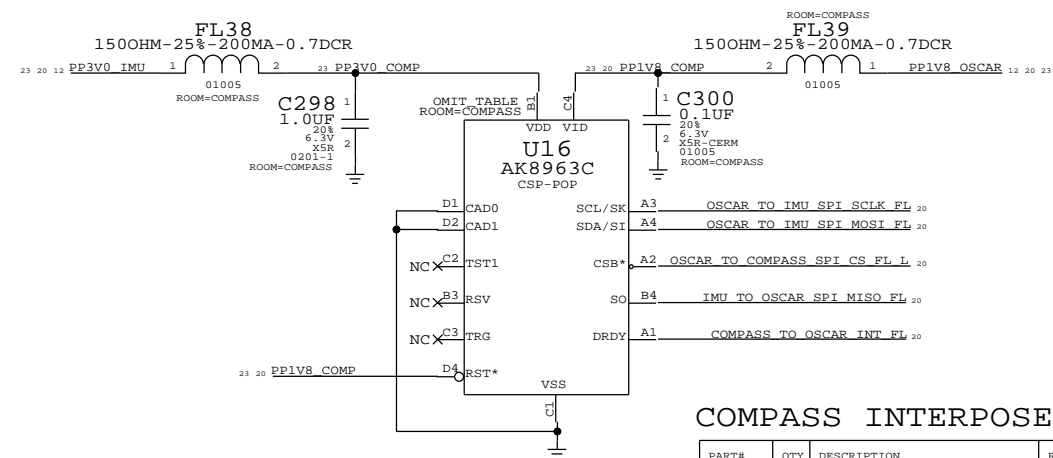 FL38
150OHM-25%-200MA-0.7DCR
23 20 12 PP3V0_IMU 1 2 23 PP3V0_COMP
01005
ROOM=COMPASS
ROOM=COMPASS
FL39
150OHM-25%-200MA-0.7DCR
23 20 PP1V8_COMP 2 1 PP1V8_OSCAR 12 20 23
01005
C298 1
1.0UF
20%
6.3V
X5R 2
0201-1
ROOM=COMPASS
OMIT_TABLE
ROOM=COMPASS
B1 C4
1 C300
0.1UF
20%
6.3V
2 X5R-CERM
01005
ROOM=COMPASS
VDD VID
U16
AK8963C
CSP-POP
D1 CAD0 SCL/SK A3 OSCAR_TO_IMU_SPI_SCLK_FL 20
D2 CAD1 SDA/SI A4 OSCAR_TO_IMU_SPI_MOSI_FL 20
NC C2 TST1 CSB* A2 OSCAR_TO_COMPASS_SPI_CS_FL_L 20
NC B3 RSV SO B4 IMU_TO_OSCAR_SPI_MISO_FL 20
NC C3 TRG DRDY A1 COMPASS_TO_OSCAR_INT_FL 20
23 20 PP1V8_COMP D4 RST*
VSS
C1
COMPASS INTERPOSE
PART# QTY DESCRIPTION R